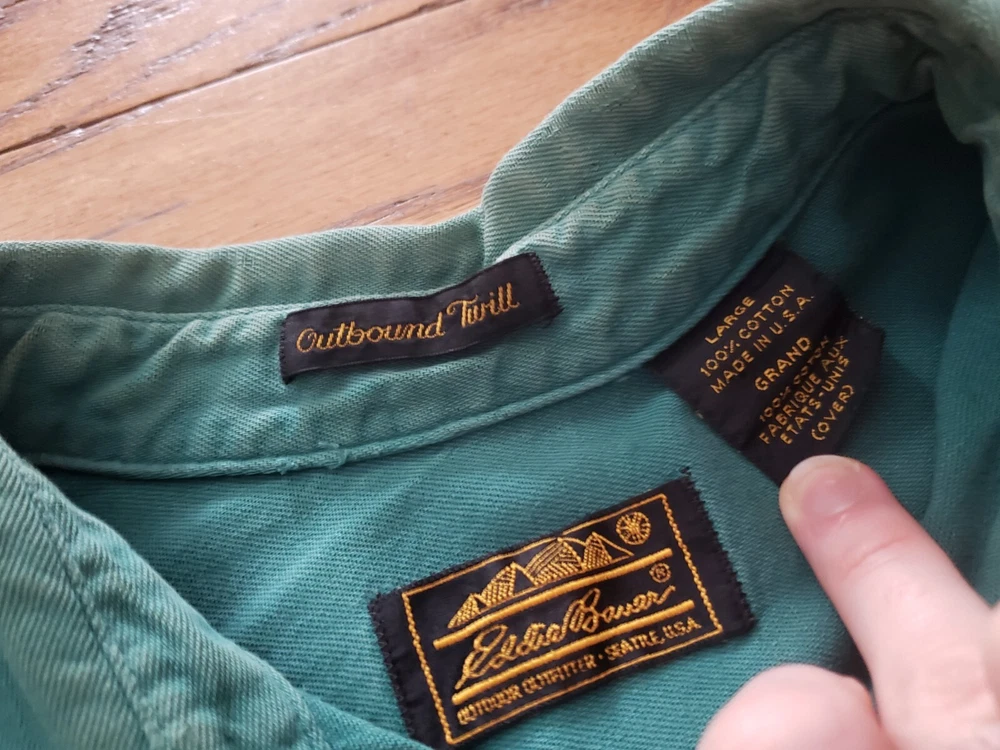 Outbound Twill
LARGE
100% COTTON
MADE IN U.S.A.
GRAND
100% COTON
FABRIQUE AUX
ETATS-UNIS
(OVER)
Eddie Bauer®
OUTDOOR OUTFITTER · SEATTLE, U.S.A.